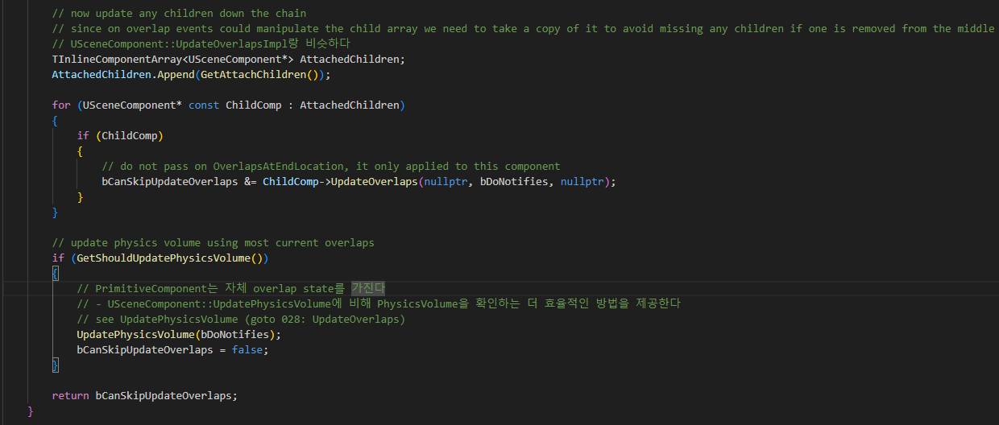 // now update any children down the chain
// since on overlap events could manipulate the child array we need to take a copy of it to avoid missing any children if one is removed from the middle
// USceneComponent::UpdateOverlapsImpl랑 비슷하다
TInlineComponentArray<USceneComponent*> AttachedChildren;
AttachedChildren.Append(GetAttachChildren());
for (USceneComponent* const ChildComp : AttachedChildren)
{
if (ChildComp)
{
// do not pass on OverlapsAtEndLocation, it only applied to this component
bCanSkipUpdateOverlaps &= ChildComp->UpdateOverlaps(nullptr, bDoNotifies, nullptr);
}
}
// update physics volume using most current overlaps
if (GetShouldUpdatePhysicsVolume())
{
// PrimitiveComponent는 자체 overlap state를 가진다
// - USceneComponent::UpdatePhysicsVolume에 비해 PhysicsVolume을 확인하는 더 효율적인 방법을 제공한다
// see UpdatePhysicsVolume (goto 028: UpdateOverlaps)
UpdatePhysicsVolume(bDoNotifies);
bCanSkipUpdateOverlaps = false;
}
return bCanSkipUpdateOverlaps;
}